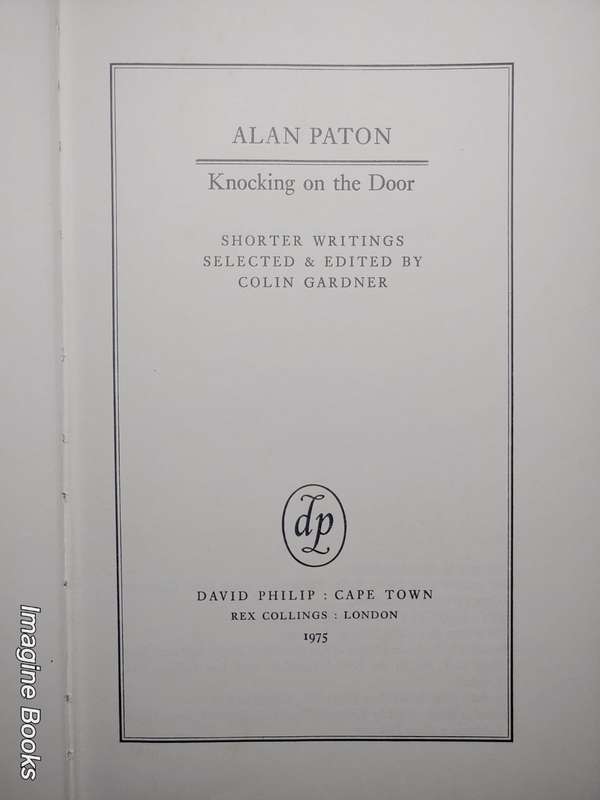 ALAN PATON
Knocking on the Door
SHORTER WRITINGS
SELECTED & EDITED BY
COLIN GARDNER
dp
DAVID PHILIP : CAPE TOWN
REX COLLINGS : LONDON
1975
Imagine Books